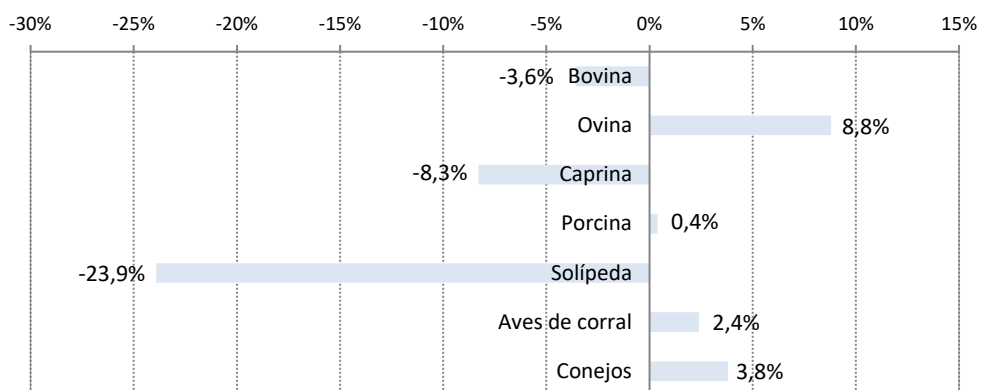 -30% -25% -20% -15% -10% -5% 0% 5% 10% 15%
-3,6% Bovina
Ovina 8,8%
-8,3% Caprina
Porcina 0,4%
-23,9% Solípeda
Aves de corral 2,4%
Conejos 3,8%